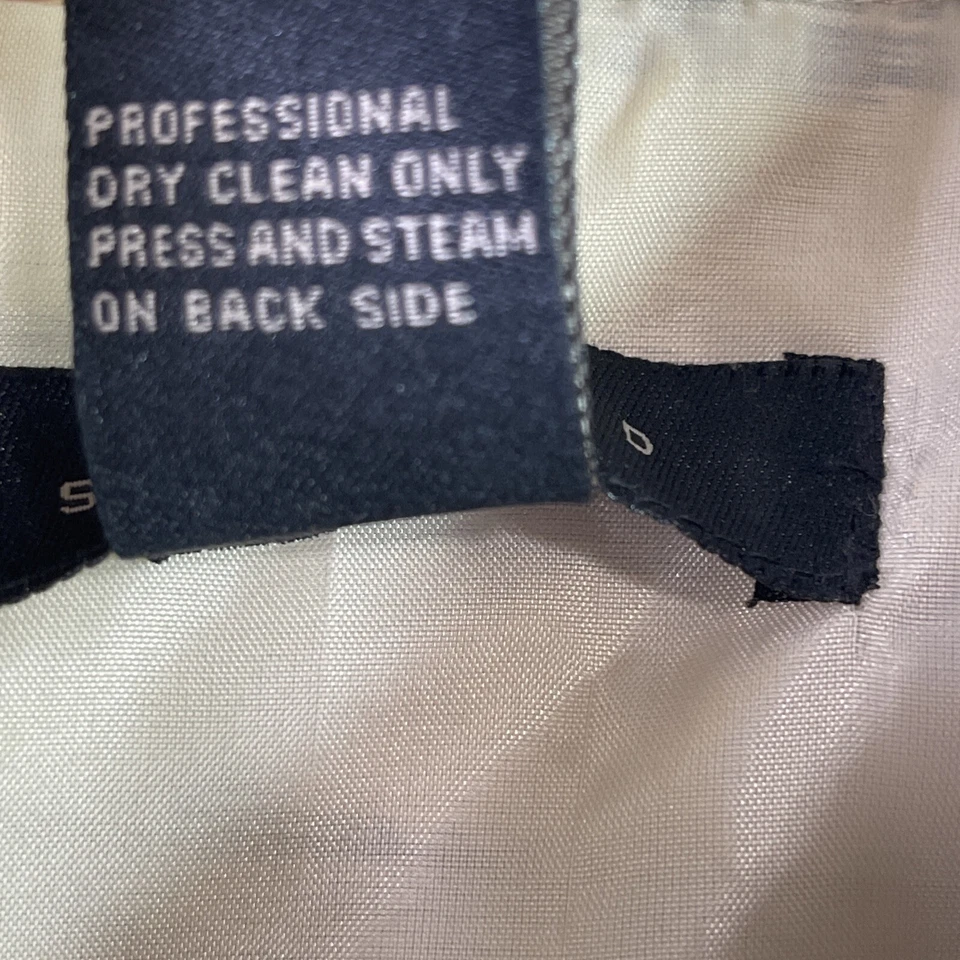 PROFESSIONAL
DRY CLEAN ONLY
PRESS AND STEAM
ON BACK SIDE
S D